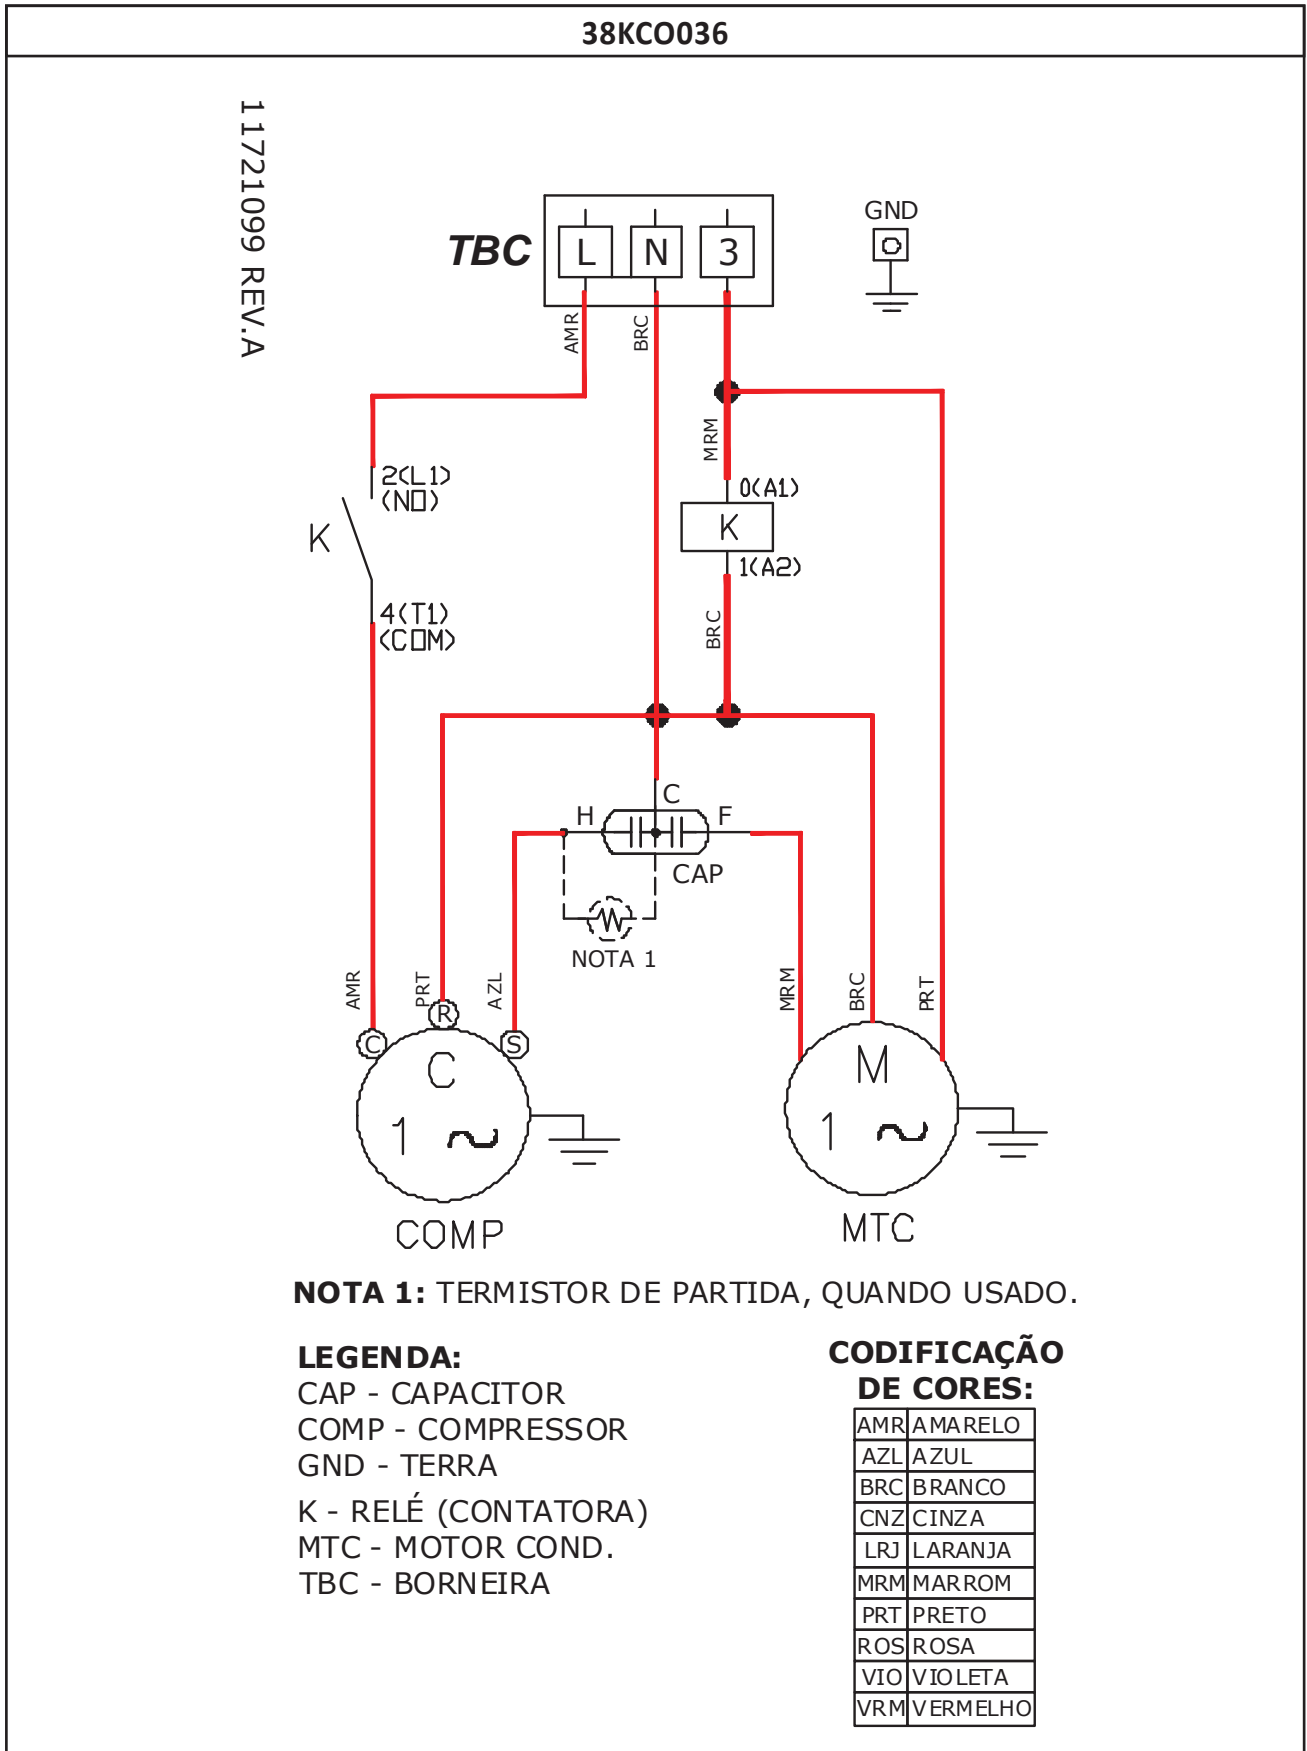 38KCO036
11721099 REV.A
TBC
L N 3
GND
AMR
BRC
MRM
2(L1)
(NO)
K
4(T1)
(COM)
0(A1)
K
1(A2)
BRC
C
H
F
CAP
NOTA 1
AMR
PRT
AZL
MRM
BRC
PRT
C
R
S
C
1
COMP
M
1
MTC
NOTA 1: TERMISTOR DE PARTIDA, QUANDO USADO.
LEGENDA:
CAP - CAPACITOR
COMP - COMPRESSOR
GND - TERRA
K - RELÉ (CONTATORA)
MTC - MOTOR COND.
TBC - BORNEIRA
CODIFICAÇÃO
DE CORES:
AMR AMARELO
AZL AZUL
BRC BRANCO
CNZ CINZA
LRJ LARANJA
MRM MARROM
PRT PRETO
ROS ROSA
VIO VIOLETA
VRM VERMELHO